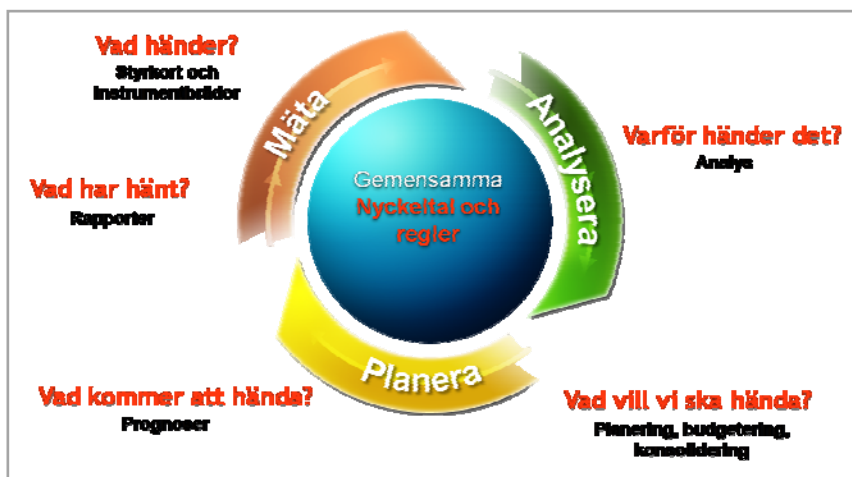 Vad händer?
Styrkort och
instrumentbrädor
Mäta
Analysera
Varför händer det?
Analys
Vad har hänt?
Rapporter
Gemensamma
Nyckeltal och
regler
Planera
Vad kommer att hända?
Prognoser
Vad vill vi ska hända?
Planering, budgetering,
konsolidering